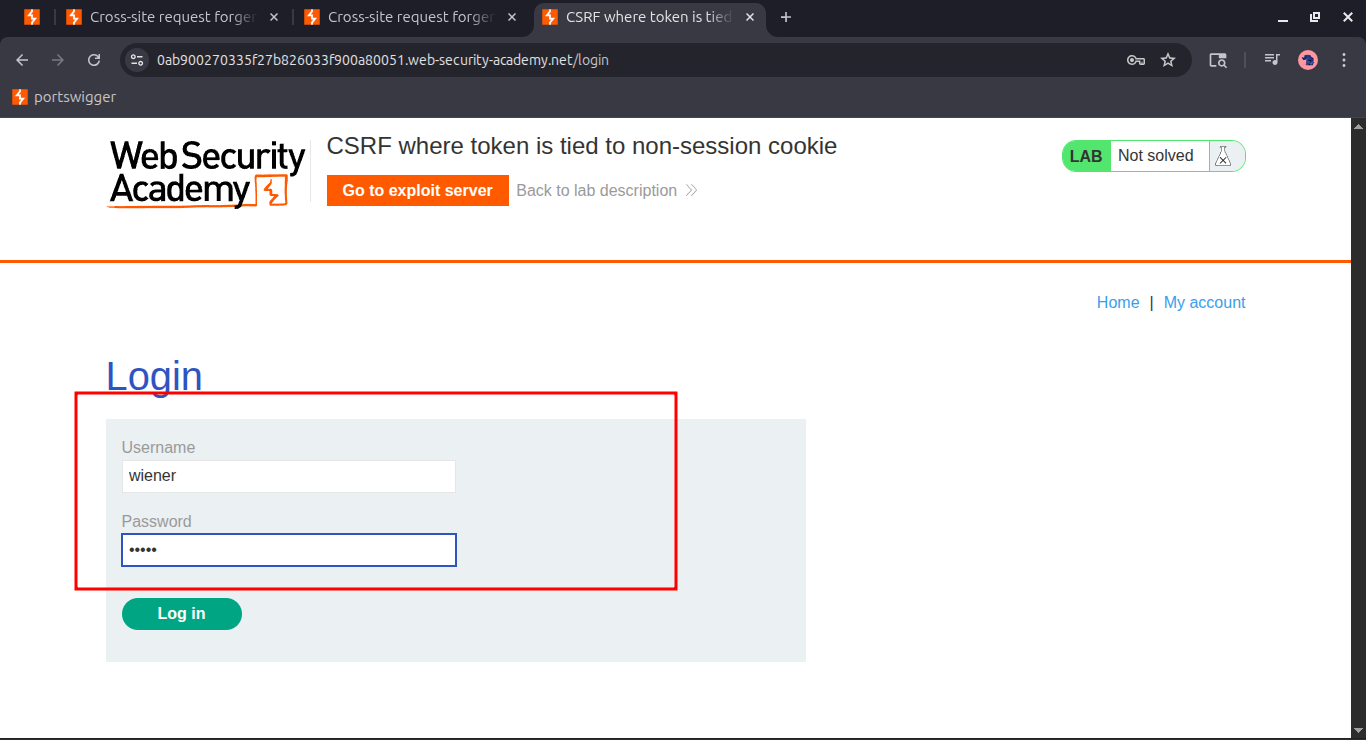 Cross-site request forger
Cross-site request forger
CSRF where token is tied
0ab900270335f27b826033f900a80051.web-security-academy.net/login
portswigger
Web Security
Academy
CSRF where token is tied to non-session cookie
Go to exploit server
Back to lab description
LAB
Not solved
Home | My account
Login
Username
wiener
Password
•••••
Log in